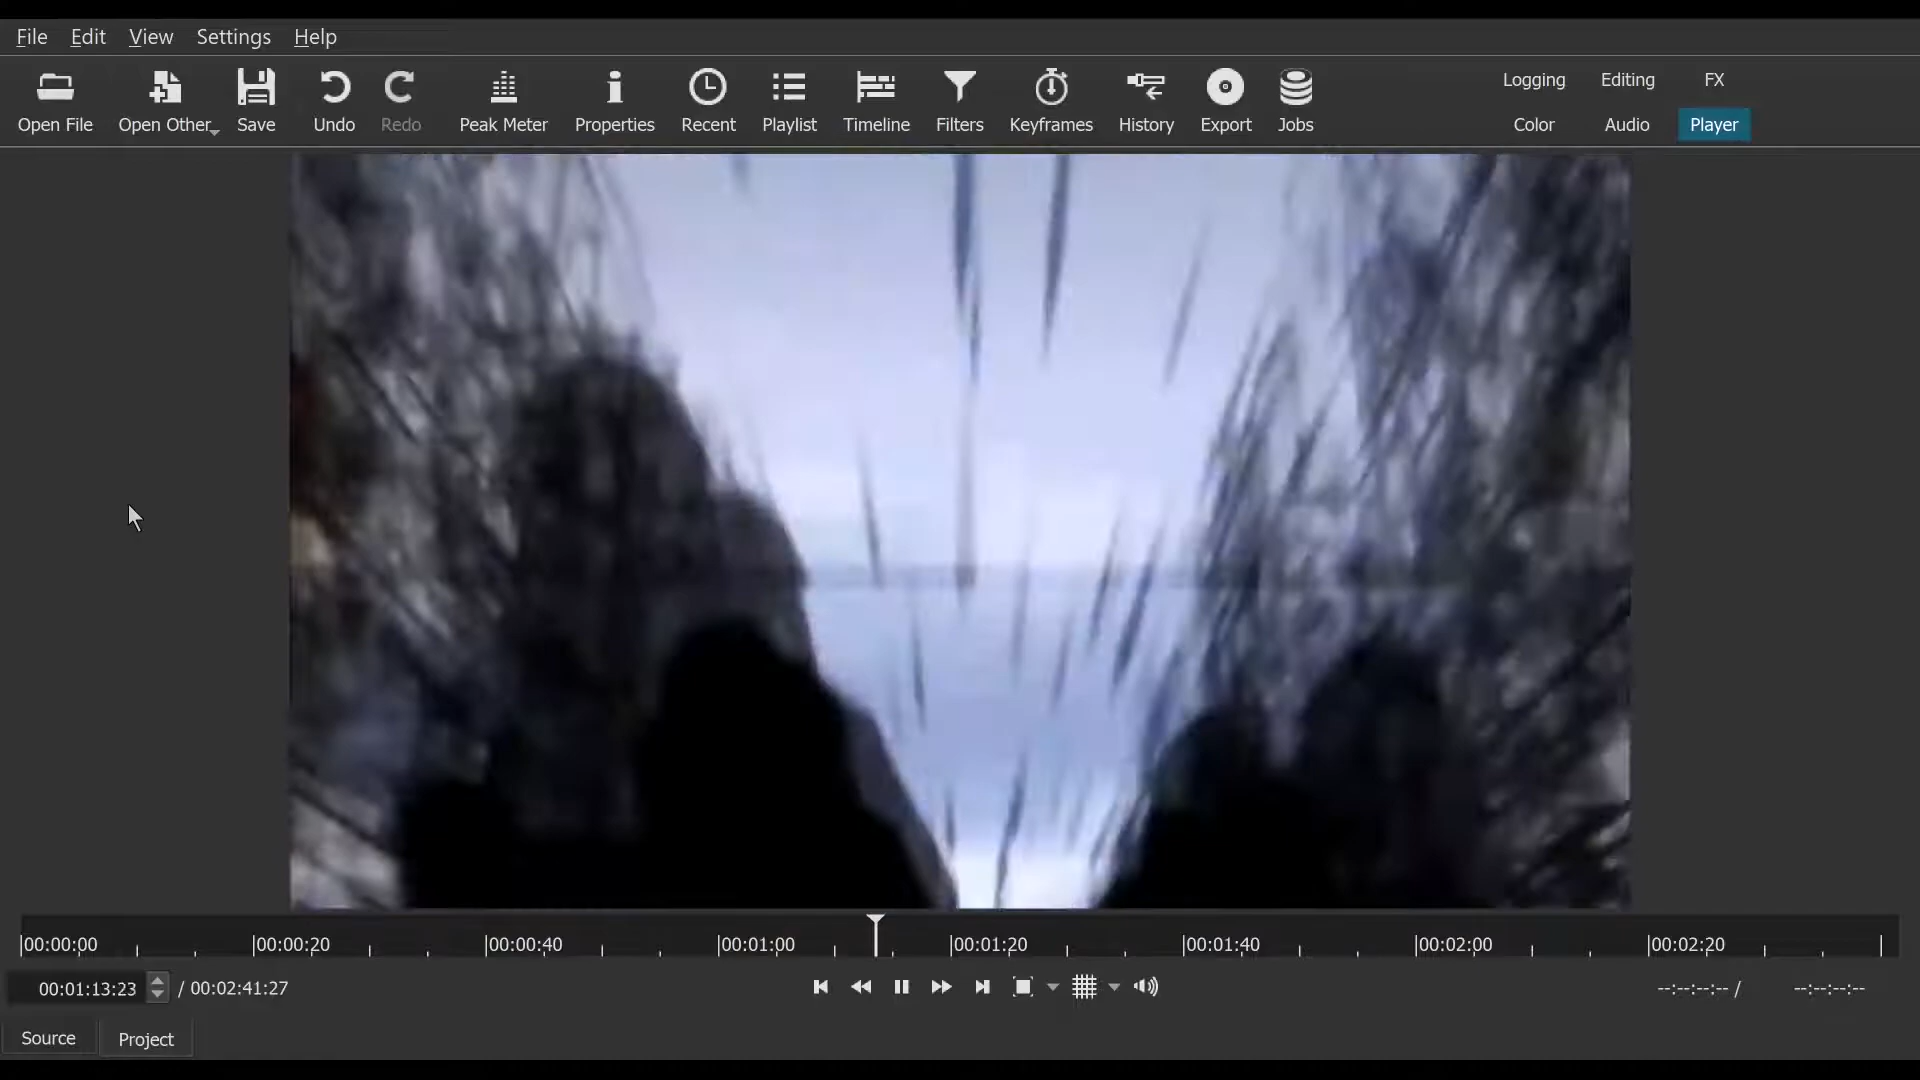 File Edit View Settings Help
Open File Open Other... Save Undo Redo Peak Meter Properties Recent Playlist Timeline Filters Keyframes History Export Jobs
Logging Editing FX
Color Audio Player
00:00:00 00:00:20 00:00:40 00:01:00 00:01:20 00:01:40 00:02:00 00:02:20
00:01:13:23 / 00:02:41:27 --:--:--:-- / --:--:--:--
Source Project